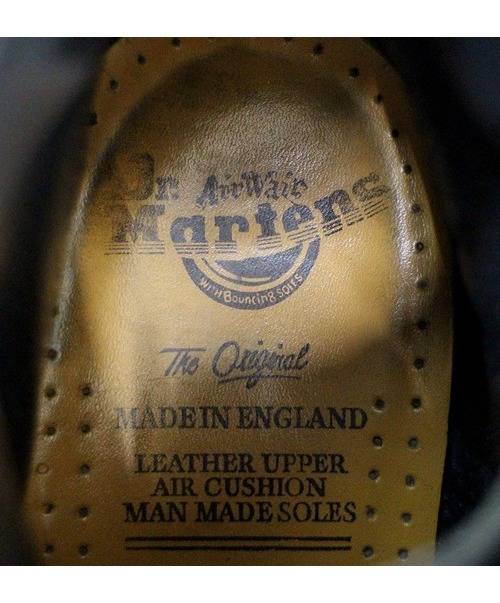 Dr. AirWair
Martens
WITH Bouncing SOLES
The Original
MADE IN ENGLAND
LEATHER UPPER
AIR CUSHION
MAN MADE SOLES